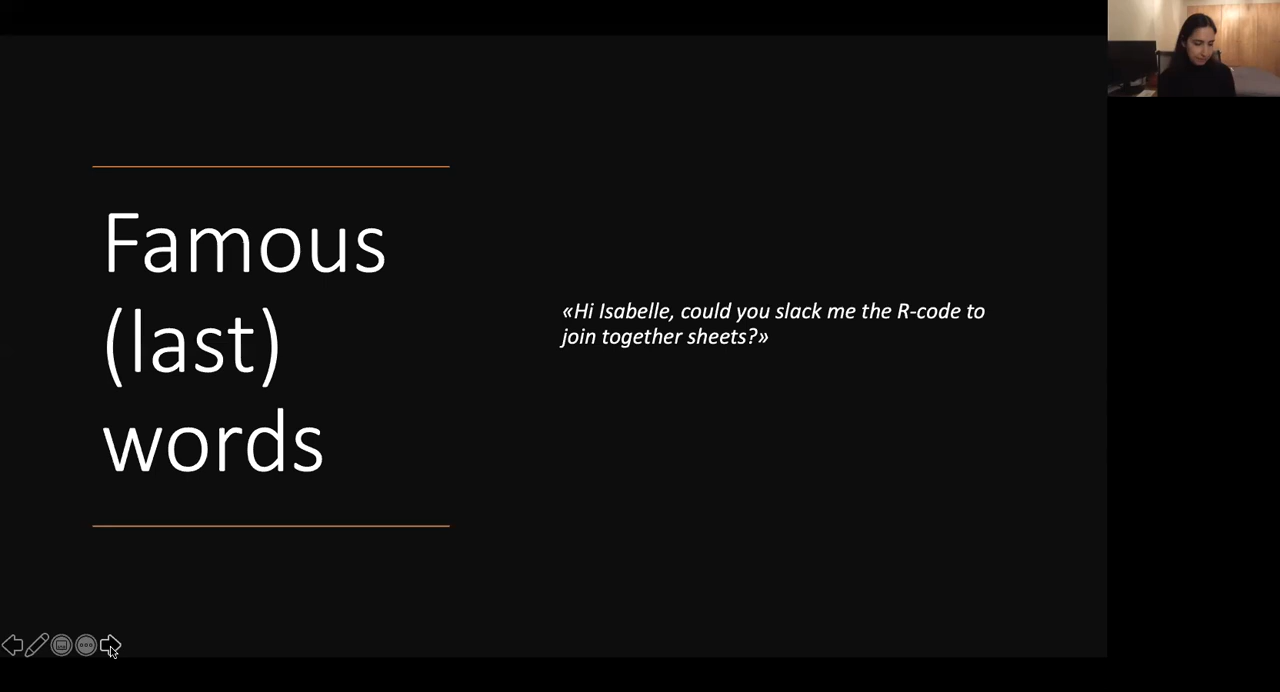 Famous
(last)
words
«Hi Isabelle, could you slack me the R-code to
join together sheets?»